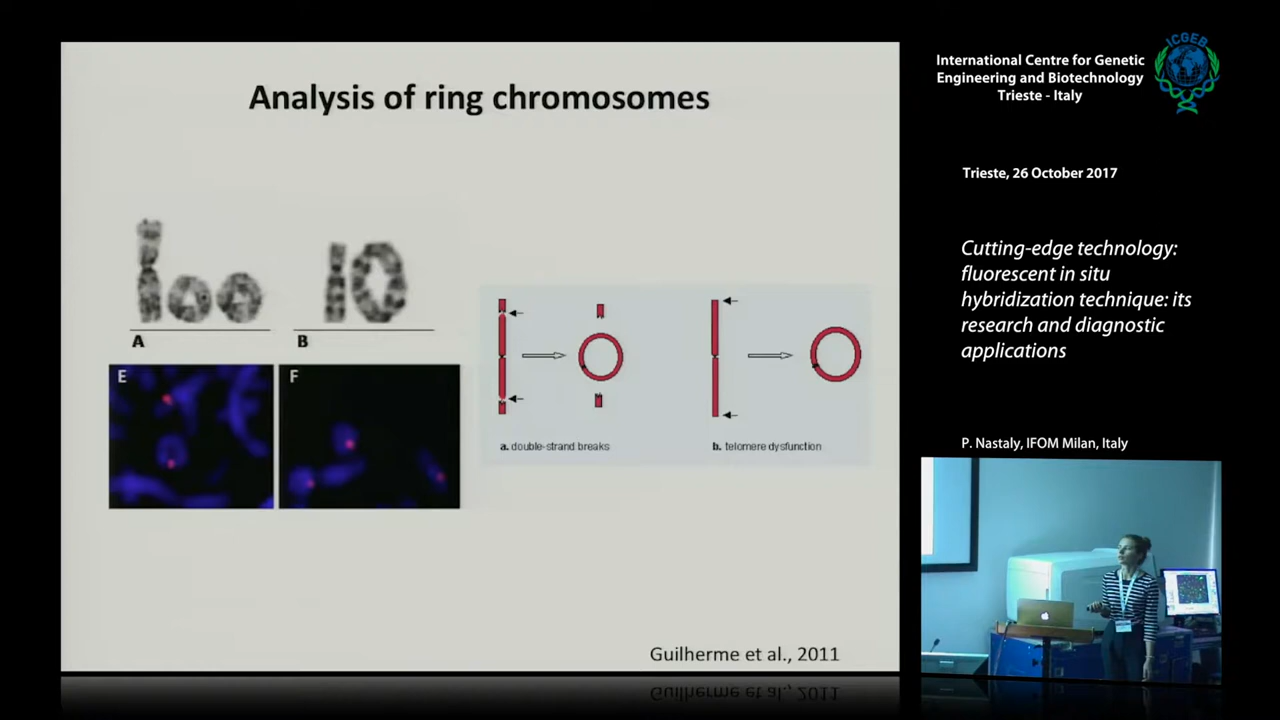 Analysis of ring chromosomes
A
B
E
F
a. double-strand breaks
b. telomere dysfunction
Guilherme et al., 2011
International Centre for Genetic
Engineering and Biotechnology
Trieste - Italy
ICGEB
Trieste, 26 October 2017
Cutting-edge technology:
fluorescent in situ
hybridization technique: its
research and diagnostic
applications
P. Nastaly, IFOM Milan, Italy